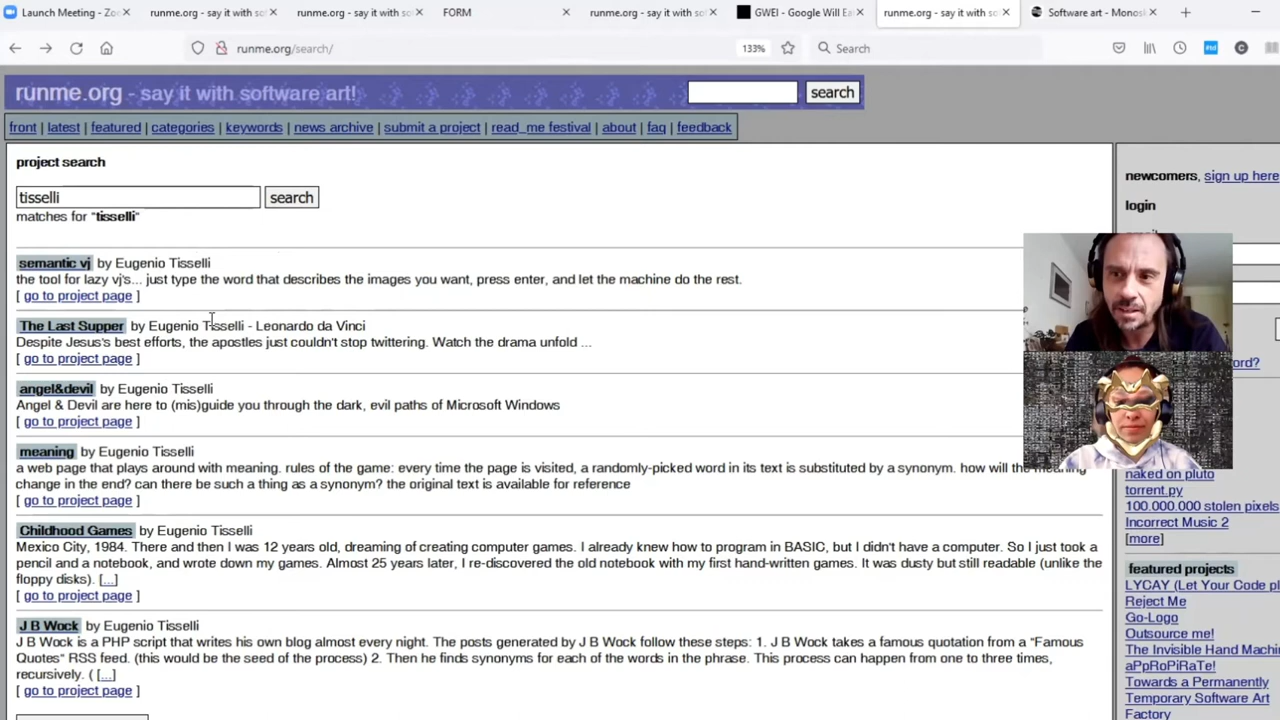 Launch Meeting - Zo
runme.org - say it with so
runme.org - say it with so
FORM
runme.org - say it with so
GWEI - Google Will Ea
runme.org - say it with so
Software art - Monosk
runme.org/search/
133%
Search
runme.org - say it with software art!
search
front | latest | featured | categories | keywords | news archive | submit a project | read_me festival | about | faq | feedback
project search
tisselli
search
matches for "tisselli"
semantic vj by Eugenio Tisselli
the tool for lazy vj's... just type the word that describes the images you want, press enter, and let the machine do the rest.
[ go to project page ]
The Last Supper by Eugenio Tisselli - Leonardo da Vinci
Despite Jesus's best efforts, the apostles just couldn't stop twittering. Watch the drama unfold ...
[ go to project page ]
angel&devil by Eugenio Tisselli
Angel & Devil are here to (mis)guide you through the dark, evil paths of Microsoft Windows
[ go to project page ]
meaning by Eugenio Tisselli
a web page that plays around with meaning. rules of the game: every time the page is visited, a randomly-picked word in its text is substituted by a synonym. how will the meaning
change in the end? can there be such a thing as a synonym? the original text is available for reference
[ go to project page ]
Childhood Games by Eugenio Tisselli
Mexico City, 1984. There and then I was 12 years old, dreaming of creating computer games. I already knew how to program in BASIC, but I didn't have a computer. So I just took a
pencil and a notebook, and wrote down my games. Almost 25 years later, I re-discovered the old notebook with my first hand-written games. It was dusty but still readable (unlike the
floppy disks). [...]
[ go to project page ]
J B Wock by Eugenio Tisselli
J B Wock is a PHP script that writes his own blog almost every night. The posts generated by J B Wock follow these steps: 1. J B Wock takes a famous quotation from a "Famous
Quotes" RSS feed. (this would be the seed of the process) 2. Then he finds synonyms for each of the words in the phrase. This process can happen from one to three times,
recursively. ( [...]
[ go to project page ]
newcomers, sign up here
login
ord?
naked on pluto
torrent.py
100.000.000 stolen pixels
Incorrect Music 2
[more]
featured projects
LYCAY (Let Your Code pl
Reject Me
Go-Logo
Outsource me!
The Invisible Hand Machin
aPpRoPiRaTe!
Towards a Permanently
Temporary Software Art
Factory